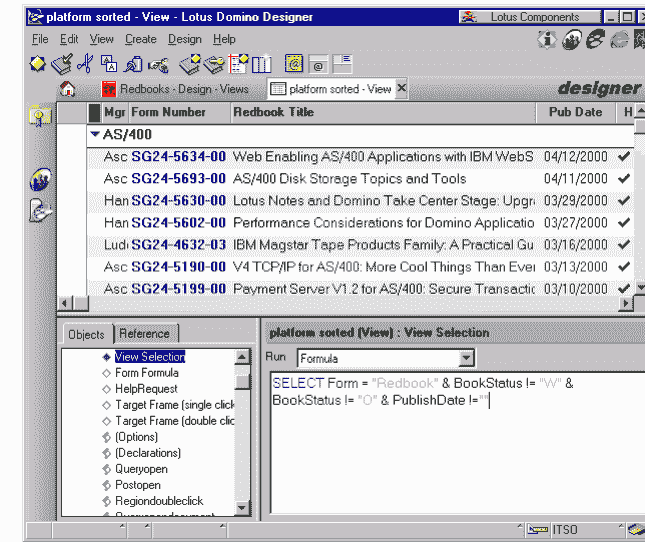 platform sorted - View - Lotus Domino Designer
Lotus Components
File Edit View Create Design Help
Redbooks - Design - Views
platform sorted - View
designer
Mgr Form Number Redbook Title Pub Date H
AS/400
Asc SG24-5634-00 Web Enabling AS/400 Applications with IBM WebS 04/12/2000
Asc SG24-5693-00 AS/400 Disk Storage Topics and Tools 04/11/2000
Han SG24-5630-00 Lotus Notes and Domino Take Center Stage: Upgr 03/29/2000
Han SG24-5602-00 Performance Considerations for Domino Applicatio 03/27/2000
Lud SG24-4632-03 IBM Magstar Tape Products Family: A Practical Gu 03/16/2000
Asc SG24-5190-00 V4 TCP/IP for AS/400: More Cool Things Than Ever 03/13/2000
Asc SG24-5199-00 Payment Server V1.2 for AS/400: Secure Transactic 03/10/2000
Objects Reference
platform sorted (View) : View Selection
View Selection
Form Formula
HelpRequest
Target Frame (single click
Target Frame (double clic
(Options)
(Declarations)
Queryopen
Postopen
Regiondoubleclick
Run Formula
SELECT Form = "Redbook" & BookStatus != "W" &
BookStatus != "O" & PublishDate !=""
ITSO